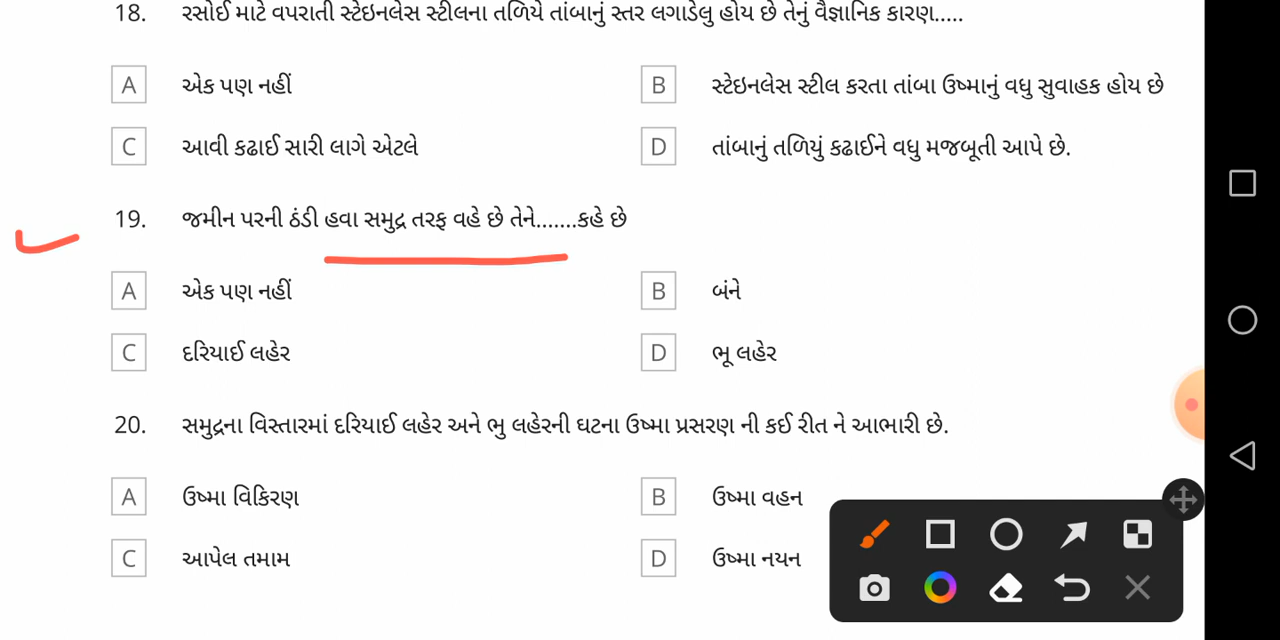 18. રસોઈ માટે વપરાતી સ્ટેઇનલેસ સ્ટીલના તળિયે તાંબાનું સ્તર લગાડેલુ હોય છે તેનું વૈજ્ઞાનિક કારણ.....
A એક પણ નહીં B સ્ટેઇનલેસ સ્ટીલ કરતા તાંબા ઉષ્માનું વધુ સુવાહક હોય છે
C આવી કઢાઈ સારી લાગે એટલે D તાંબાનું તળિયું કઢાઈને વધુ મજબૂતી આપે છે.
19. જમીન પરની ઠંડી હવા સમુદ્ર તરફ વહે છે તેને.......કહે છે
A એક પણ નહીં B બંને
C દરિયાઈ લહેર D ભૂ લહેર
20. સમુદ્રના વિસ્તારમાં દરિયાઈ લહેર અને ભુ લહેરની ઘટના ઉષ્મા પ્રસરણ ની કઈ રીત ને આભારી છે.
A ઉષ્મા વિકિરણ B ઉષ્મા વહન
C આપેલ તમામ D ઉષ્મા નયન